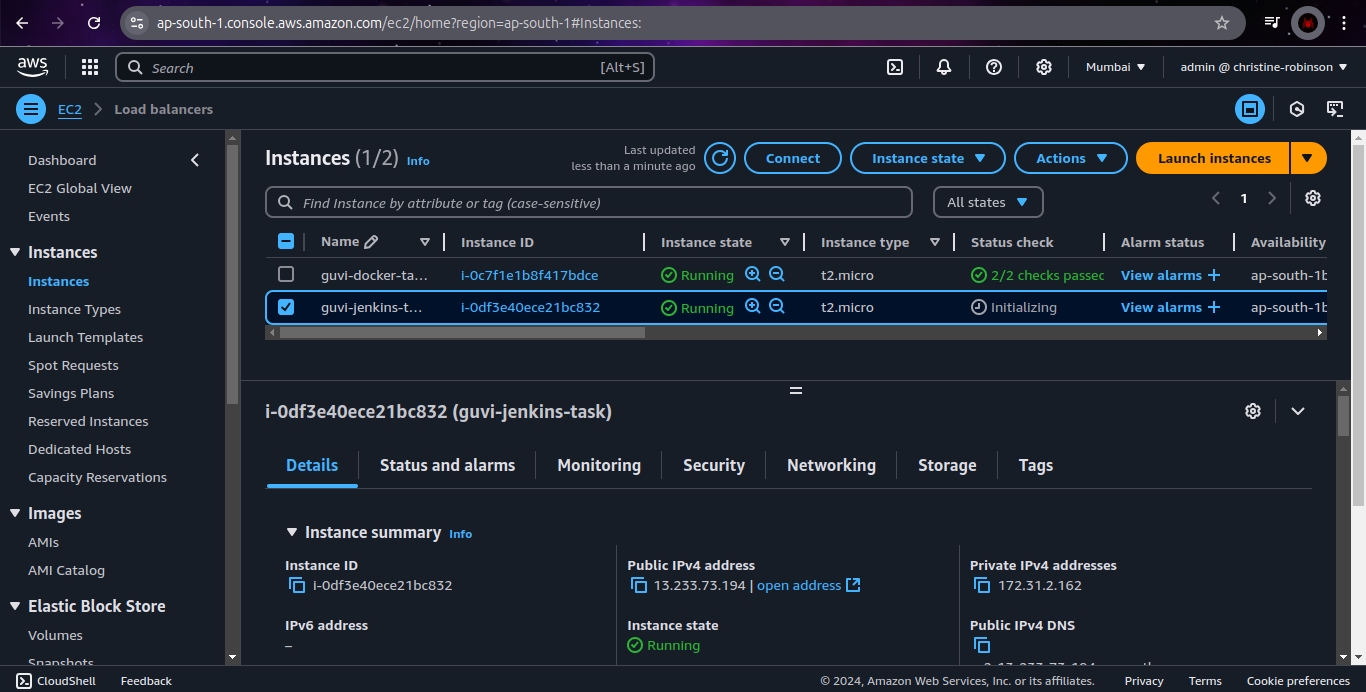 ap-south-1.console.aws.amazon.com/ec2/home?region=ap-south-1#Instances:
aws
Search
[Alt+S]
Mumbai
admin @ christine-robinson
EC2
Load balancers
Dashboard
EC2 Global View
Events
Instances
Instances
Instance Types
Launch Templates
Spot Requests
Savings Plans
Reserved Instances
Dedicated Hosts
Capacity Reservations
Images
AMIs
AMI Catalog
Elastic Block Store
Volumes
Snapshots
Instances (1/2) Info
Last updated
less than a minute ago
Connect
Instance state
Actions
Launch instances
Find Instance by attribute or tag (case-sensitive)
All states
1
Name Instance ID Instance state Instance type Status check Alarm status Availability
guvi-docker-ta... i-0c7f1e1b8f417bdce Running t2.micro 2/2 checks passec View alarms + ap-south-1b
guvi-jenkins-t... i-0df3e40ece21bc832 Running t2.micro Initializing View alarms + ap-south-1b
i-0df3e40ece21bc832 (guvi-jenkins-task)
Details Status and alarms Monitoring Security Networking Storage Tags
Instance summary Info
Instance ID
i-0df3e40ece21bc832
Public IPv4 address
13.233.73.194 | open address
Private IPv4 addresses
172.31.2.162
IPv6 address
–
Instance state
Running
Public IPv4 DNS
CloudShell
Feedback
© 2024, Amazon Web Services, Inc. or its affiliates.
Privacy
Terms
Cookie preferences